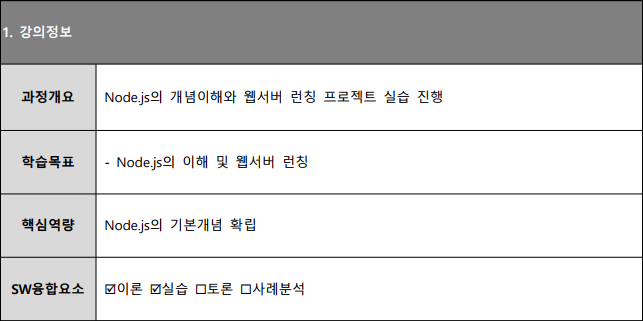 1. 강의정보
과정개요 Node.js의 개념이해와 웹서버 런칭 프로젝트 실습 진행
학습목표 - Node.js의 이해 및 웹서버 런칭
핵심역량 Node.js의 기본개념 확립
SW융합요소 ☑이론 ☑실습 ☐토론 ☐사례분석